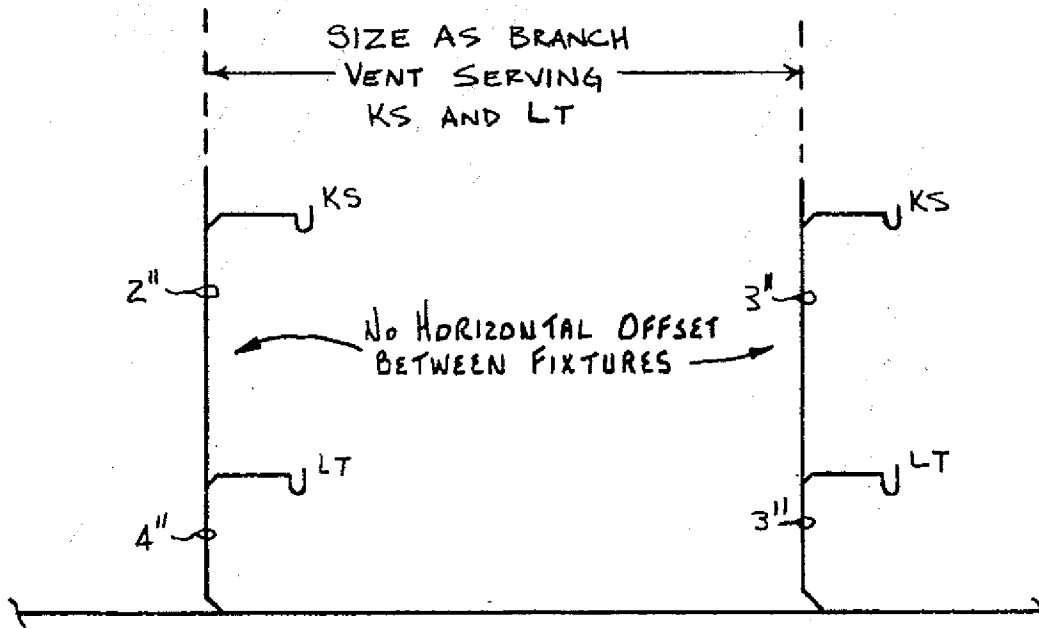 SIZE AS BRANCH
VENT SERVING
KS AND LT
KS
KS
2"
3"
No HORIZONTAL OFFSET
BETWEEN FIXTURES
LT
LT
4"
3"